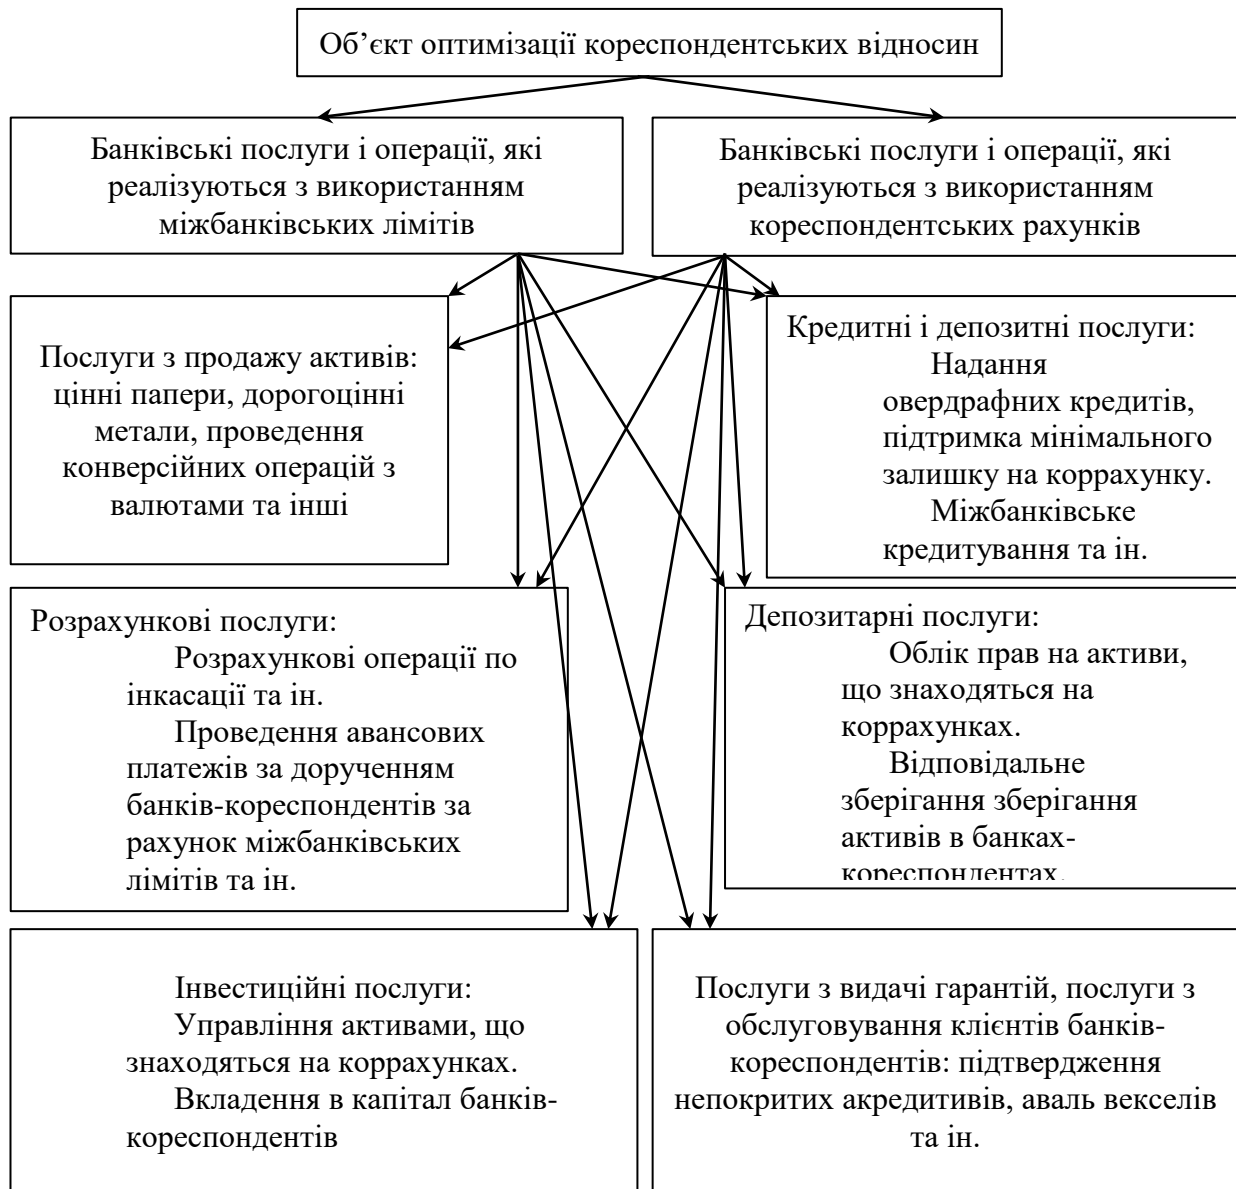 Об’єкт оптимізації кореспондентських відносин
Банківські послуги і операції, які
реалізуються з використанням
міжбанківських лімітів
Банківські послуги і операції, які
реалізуються з використанням
кореспондентських рахунків
Послуги з продажу активів:
цінні папери, дорогоцінні
метали, проведення
конверсійних операцій з
валютами та інші
Кредитні і депозитні послуги:
Надання
овердрафних кредитів,
підтримка мінімального
залишку на коррахунку.
Міжбанківське
кредитування та ін.
Розрахункові послуги:
Розрахункові операції по
інкасації та ін.
Проведення авансових
платежів за дорученням
банків-кореспондентів за
рахунок міжбанківських
лімітів та ін.
Депозитарні послуги:
Облік прав на активи,
що знаходяться на
коррахунках.
Відповідальне
зберігання зберігання
активів в банках-
кореспондентах.
Інвестиційні послуги:
Управління активами, що
знаходяться на коррахунках.
Вкладення в капітал банків-
кореспондентів
Послуги з видачі гарантій, послуги з
обслуговування клієнтів банків-
кореспондентів: підтвердження
непокритих акредитивів, аваль векселів
та ін.